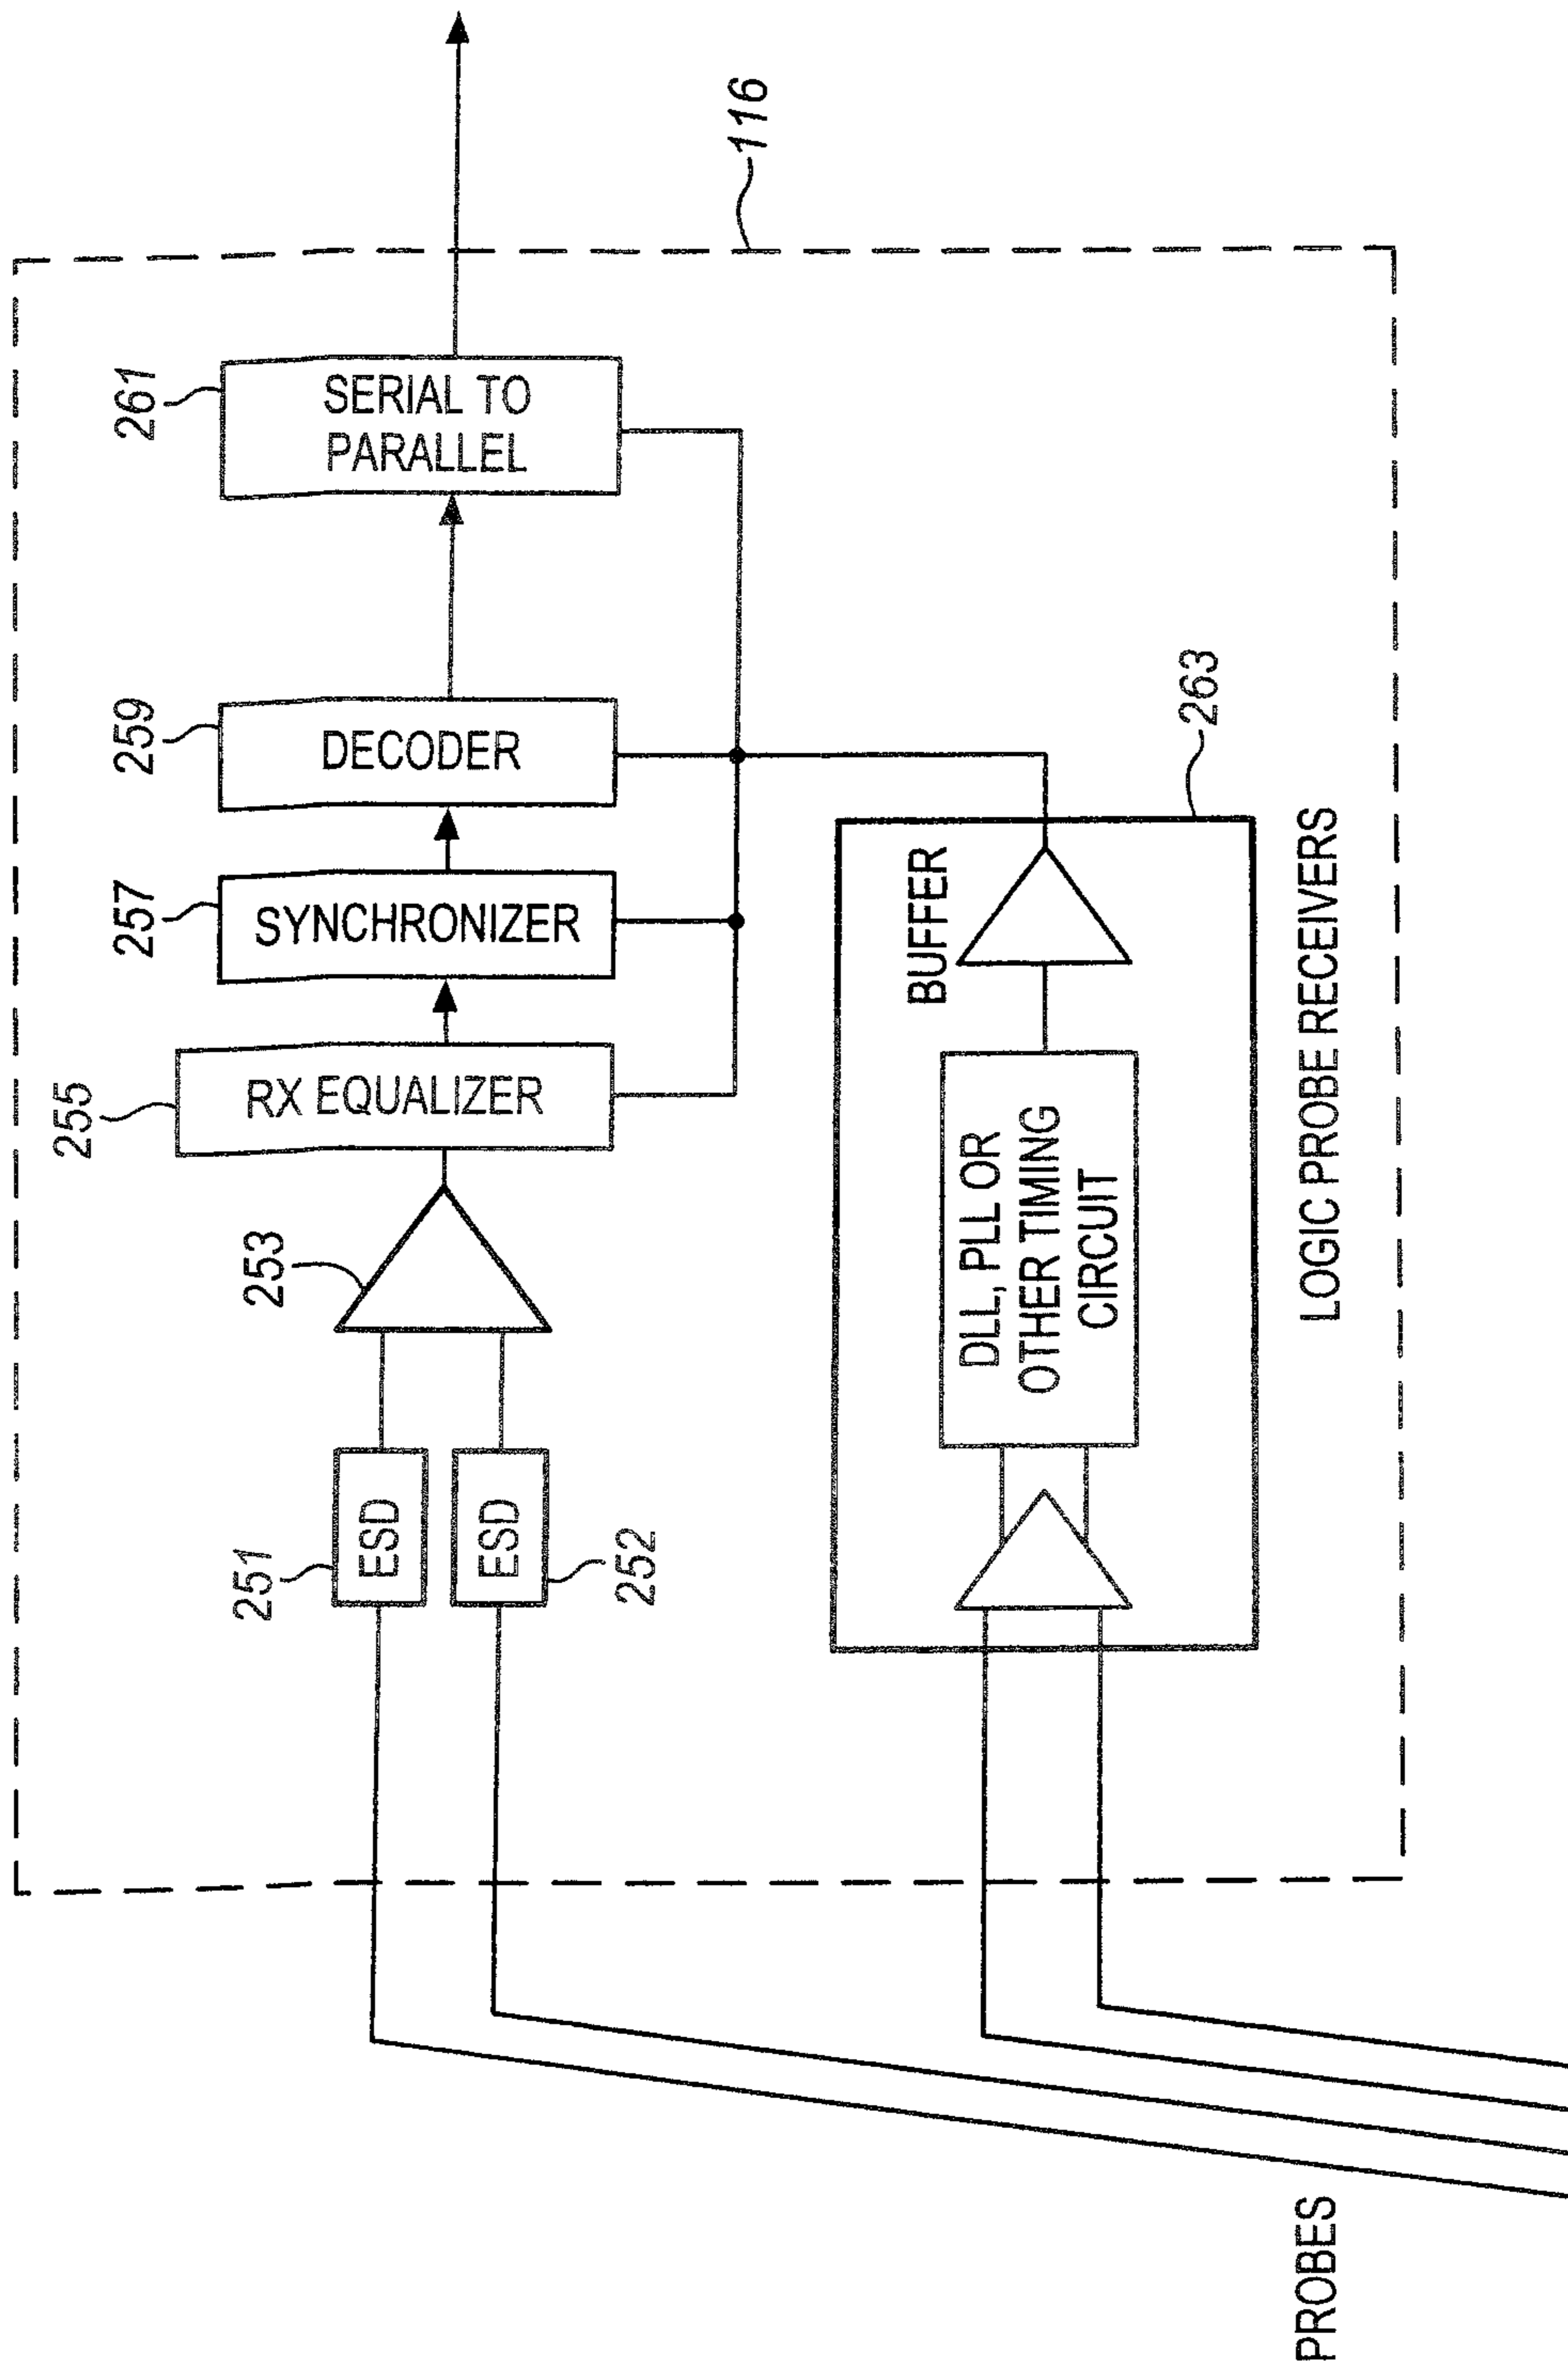 116
261
SERIAL TO
PARALLEL
259
DECODER
257
SYNCHRONIZER
255
RX EQUALIZER
253
251
ESD
ESD
252
263
BUFFER
DLL, PLL OR
OTHER TIMING
CIRCUIT
LOGIC PROBE RECEIVERS
PROBES